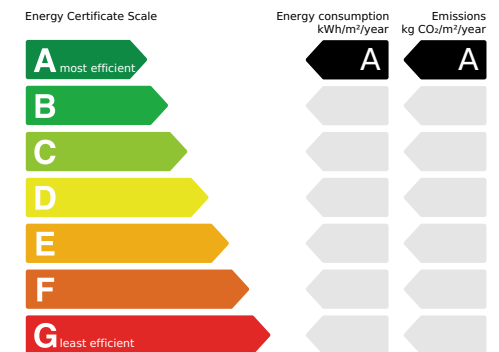 Energy Certificate Scale
Energy consumption
kWh/m²/year
Emissions
kg CO₂/m²/year
A most efficient
A
A
B
C
D
E
F
G least efficient